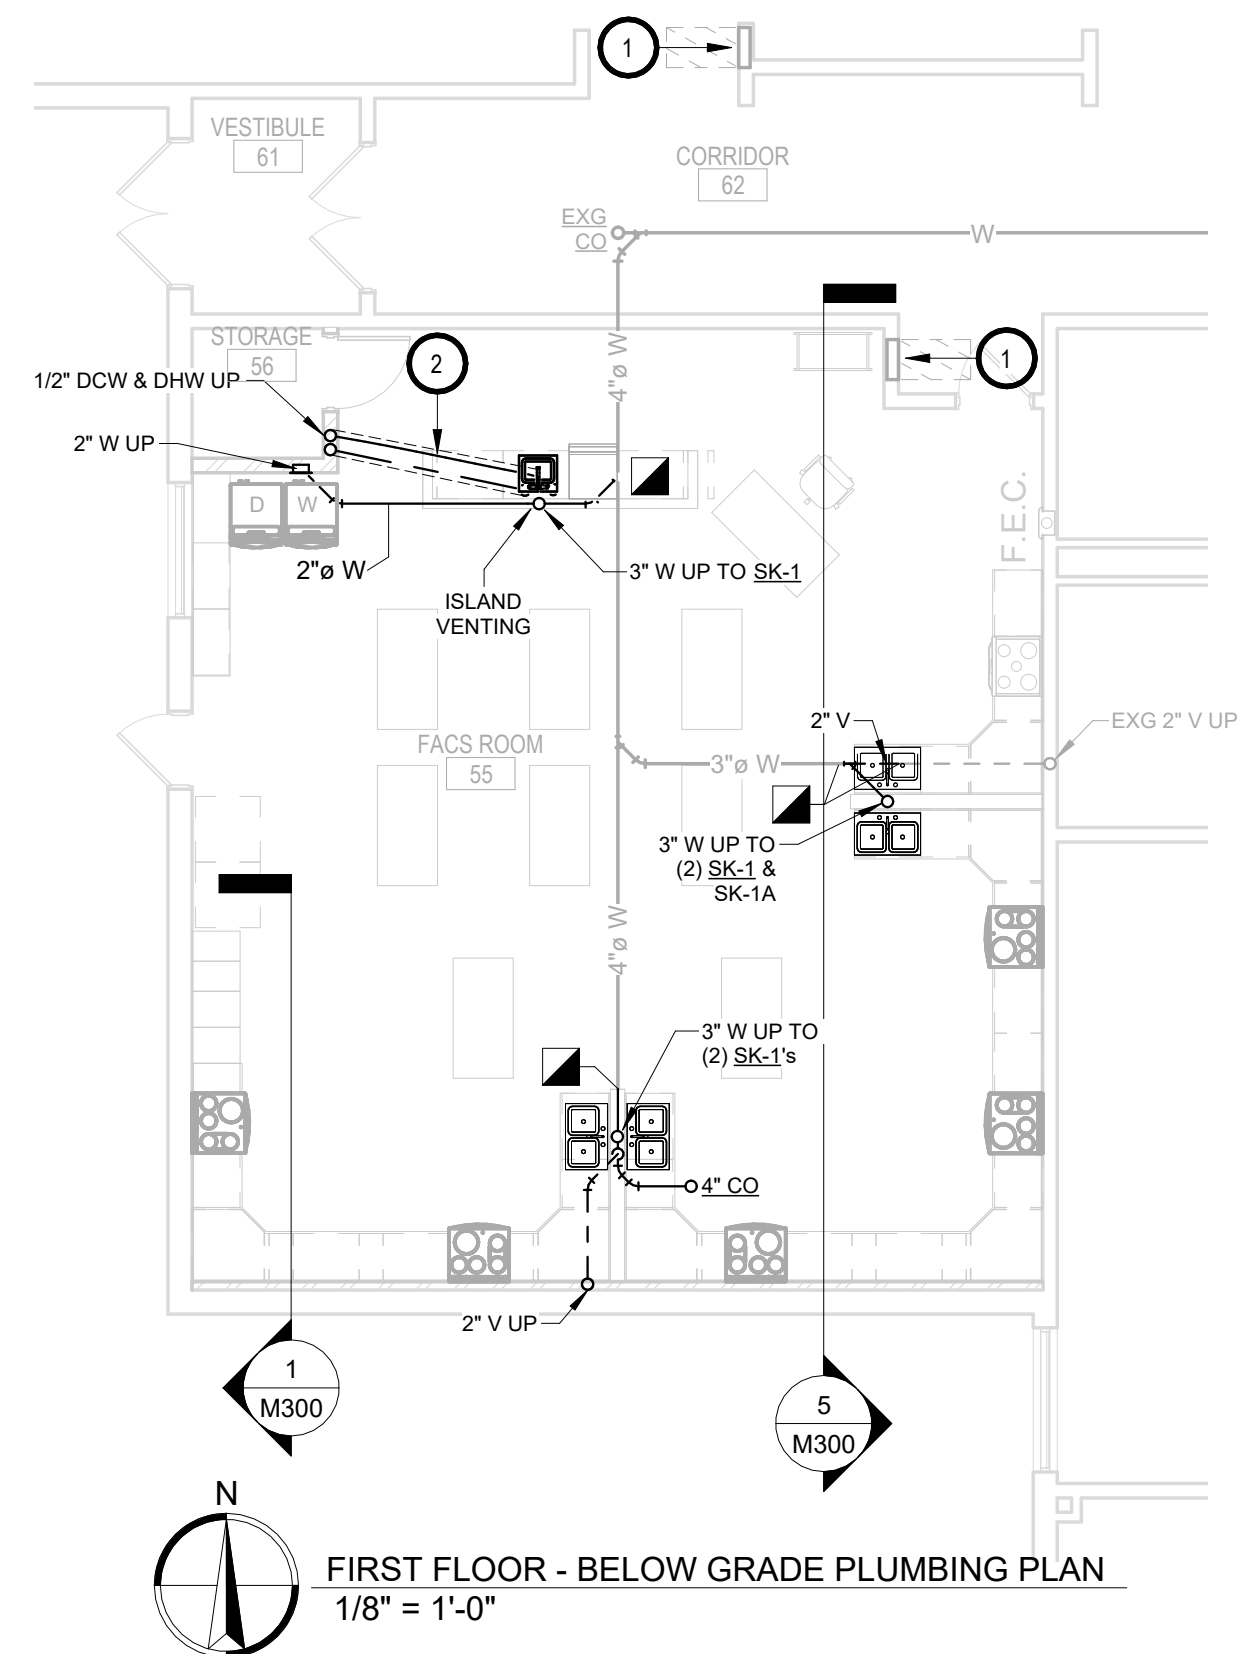 1
VESTIBULE
61
CORRIDOR
62
EXG
CO
W
STORAGE
56
2
4"ø W
1
1/2" DCW & DHW UP
2" W UP
D
W
F.E.C.
2"ø W
3" W UP TO SK-1
ISLAND
VENTING
2" V
EXG 2" V UP
FACS ROOM
55
3"ø W
3" W UP TO
(2) SK-1 &
SK-1A
4"ø W
3" W UP TO
(2) SK-1's
4" CO
2" V UP
1
M300
5
M300
N
FIRST FLOOR - BELOW GRADE PLUMBING PLAN
1/8" = 1'-0"